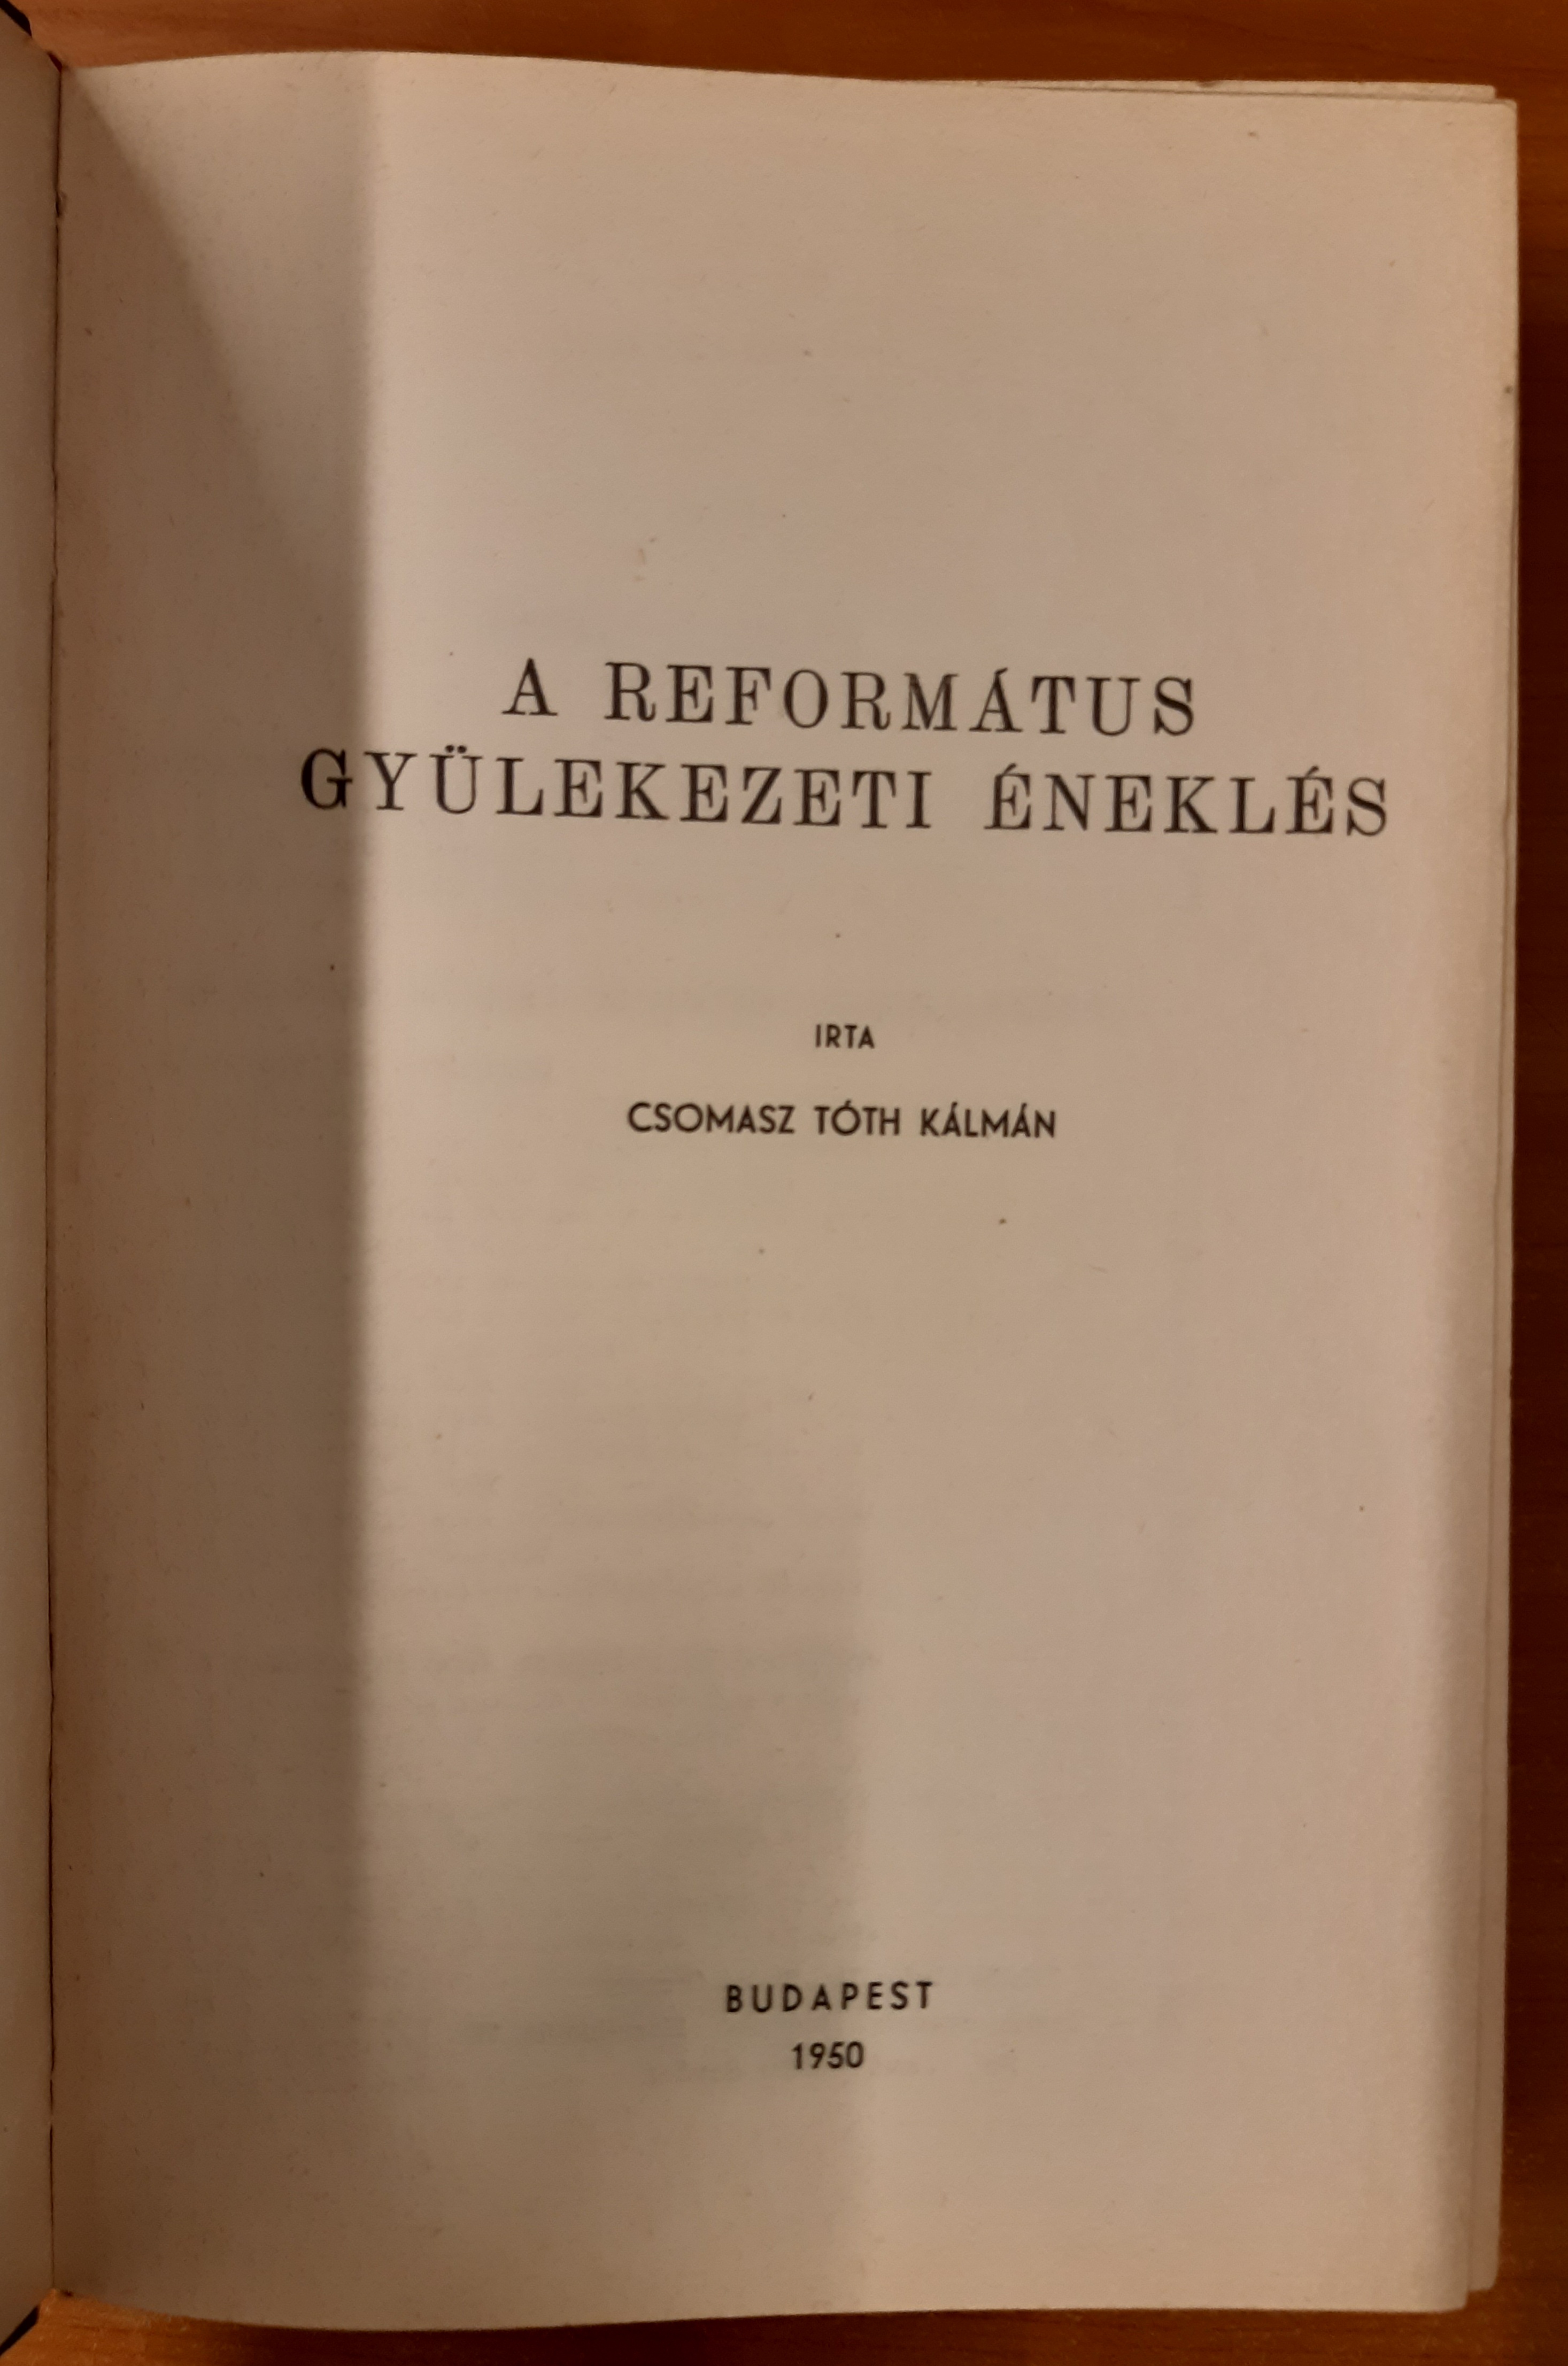 A REFORMÁTUS
GYÜLEKEZETI ÉNEKLÉS
IRTA
CSOMASZ TÓTH KÁLMÁN
BUDAPEST
1950